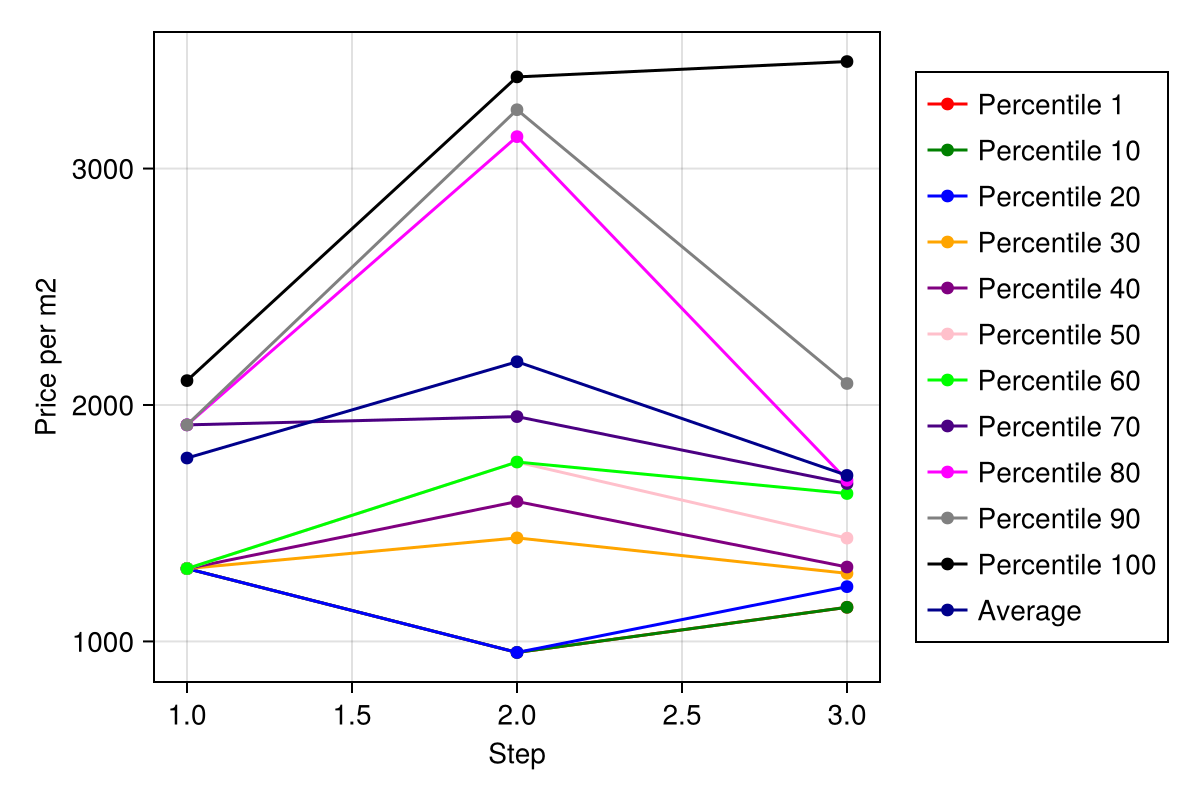 Price per m2
3000
2000
1000
1.0
1.5
2.0
2.5
3.0
Step
Percentile 1
Percentile 10
Percentile 20
Percentile 30
Percentile 40
Percentile 50
Percentile 60
Percentile 70
Percentile 80
Percentile 90
Percentile 100
Average